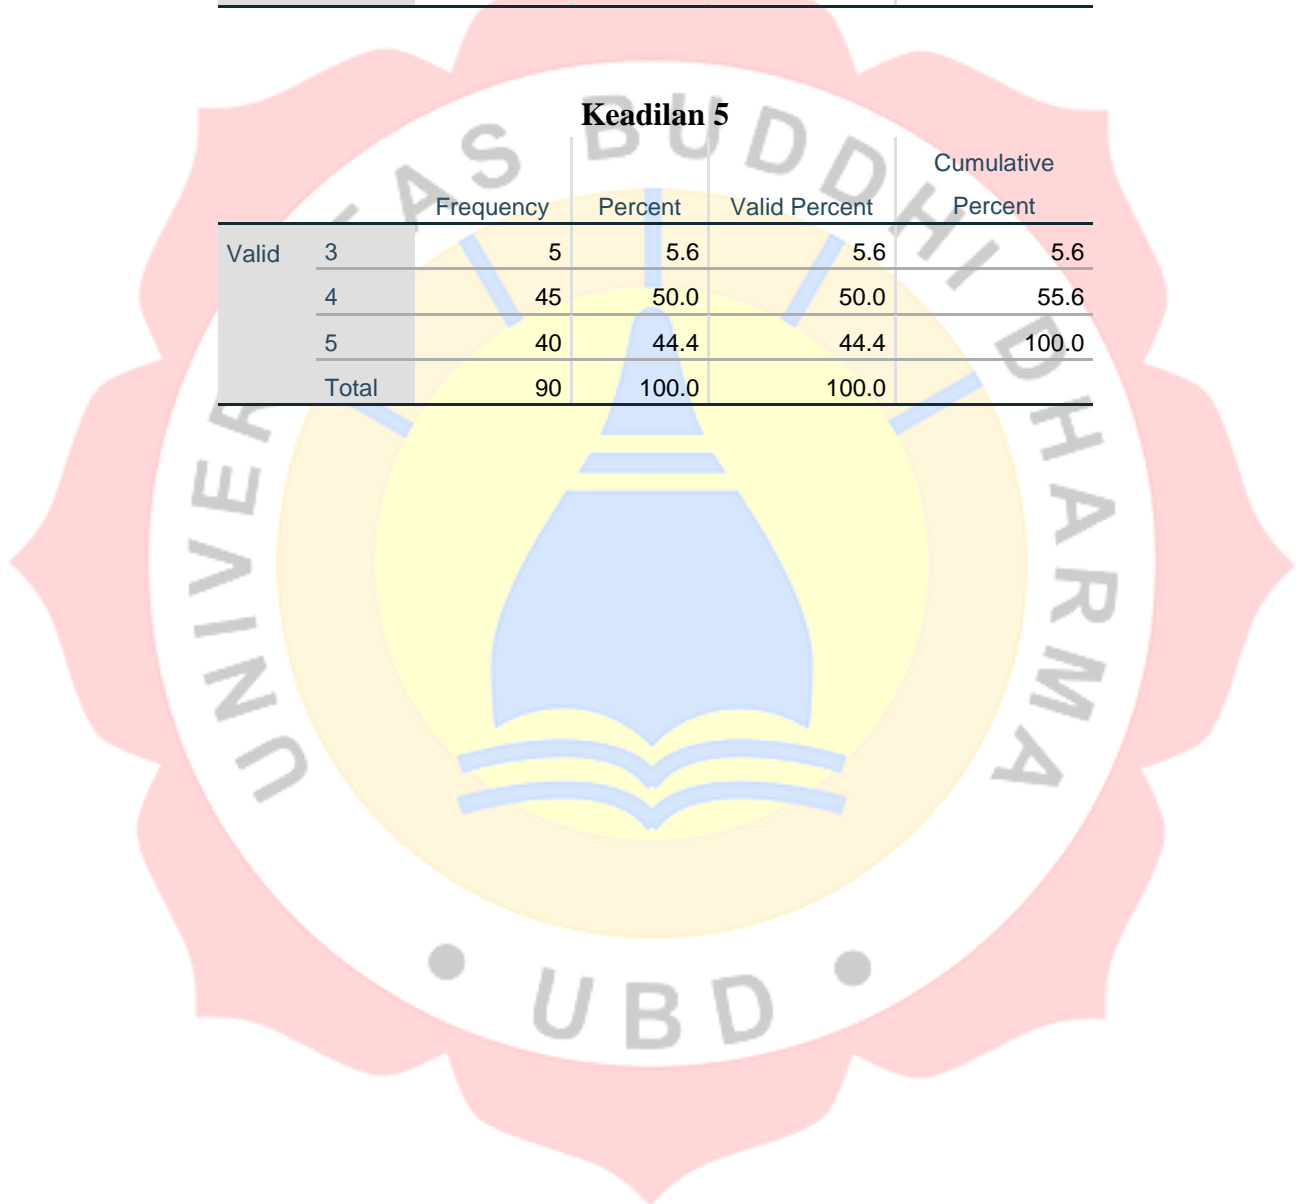 Keadilan 5
Cumulative
Frequency Percent Valid Percent Percent
Valid 3 5 5.6 5.6 5.6
4 45 50.0 50.0 55.6
5 40 44.4 44.4 100.0
Total 90 100.0 100.0
UNIVERSITAS BUDDHI DHARMA
• UBD •